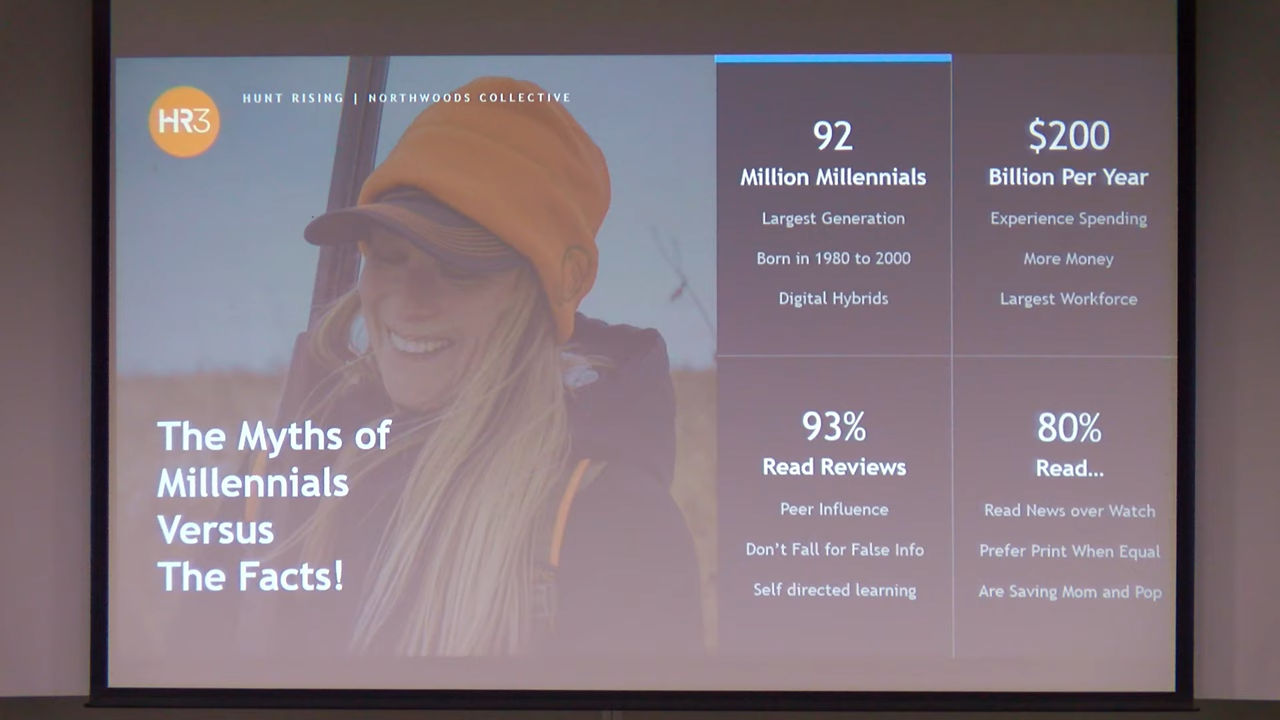 HR3
HUNT RISING | NORTHWOODS COLLECTIVE
The Myths of
Millennials
Versus
The Facts!
92
Million Millennials
Largest Generation
Born in 1980 to 2000
Digital Hybrids
$200
Billion Per Year
Experience Spending
More Money
Largest Workforce
93%
Read Reviews
Peer Influence
Don't Fall for False Info
Self directed learning
80%
Read...
Read News over Watch
Prefer Print When Equal
Are Saving Mom and Pop